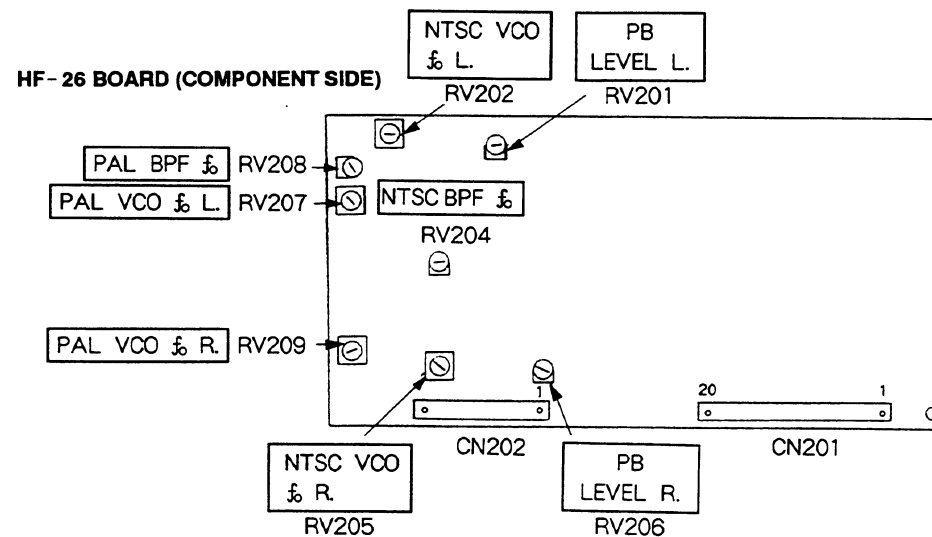 NTSC VCO
fo L.
RV202
PB
LEVEL L.
RV201
HF-26 BOARD (COMPONENT SIDE)
PAL BPF fo RV208
PAL VCO fo L. RV207
NTSC BPF fo
RV204
PAL VCO fo R. RV209
1
20 1
CN202
CN201
NTSC VCO
fo R.
RV205
PB
LEVEL R.
RV206